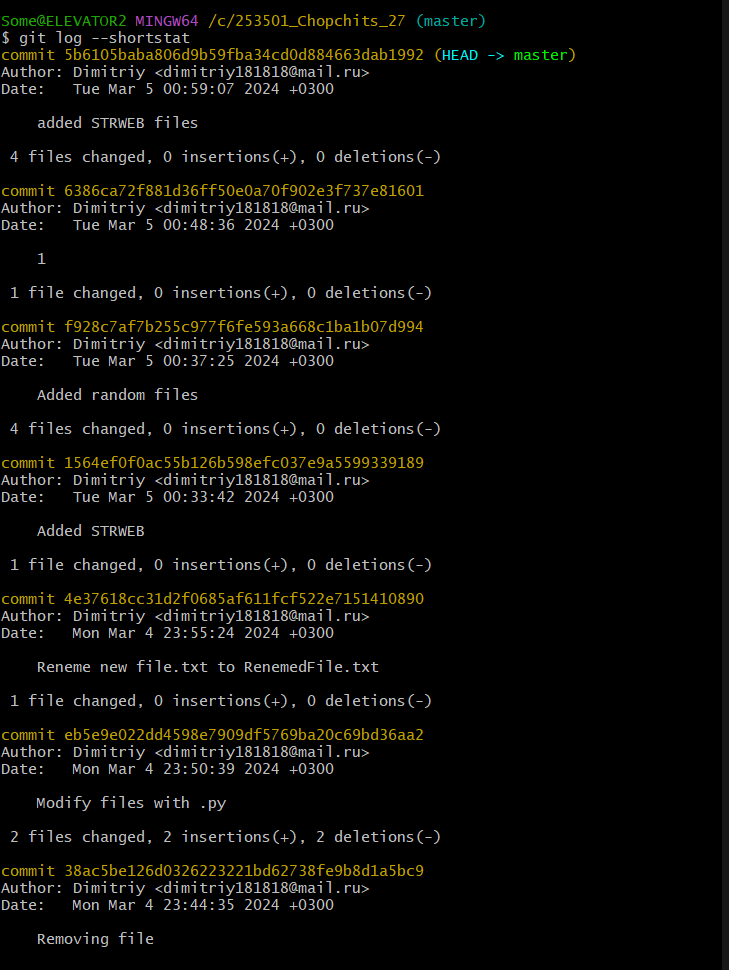 Some@ELEVATOR2 MINGW64 /c/253501_Chopchits_27 (master)
$ git log --shortstat
commit 5b6105baba806d9b59fba34cd0d884663dab1992 (HEAD -> master)
Author: Dimitriy <dimitriy181818@mail.ru>
Date:   Tue Mar 5 00:59:07 2024 +0300
    added STRWEB files
 4 files changed, 0 insertions(+), 0 deletions(-)
commit 6386ca72f881d36ff50e0a70f902e3f737e81601
Author: Dimitriy <dimitriy181818@mail.ru>
Date:   Tue Mar 5 00:48:36 2024 +0300
    1
 1 file changed, 0 insertions(+), 0 deletions(-)
commit f928c7af7b255c977f6fe593a668c1ba1b07d994
Author: Dimitriy <dimitriy181818@mail.ru>
Date:   Tue Mar 5 00:37:25 2024 +0300
    Added random files
 4 files changed, 0 insertions(+), 0 deletions(-)
commit 1564ef0f0ac55b126b598efc037e9a5599339189
Author: Dimitriy <dimitriy181818@mail.ru>
Date:   Tue Mar 5 00:33:42 2024 +0300
    Added STRWEB
 1 file changed, 0 insertions(+), 0 deletions(-)
commit 4e37618cc31d2f0685af611fcf522e7151410890
Author: Dimitriy <dimitriy181818@mail.ru>
Date:   Mon Mar 4 23:55:24 2024 +0300
    Reneme new file.txt to RenemedFile.txt
 1 file changed, 0 insertions(+), 0 deletions(-)
commit eb5e9e022dd4598e7909df5769ba20c69bd36aa2
Author: Dimitriy <dimitriy181818@mail.ru>
Date:   Mon Mar 4 23:50:39 2024 +0300
    Modify files with .py
 2 files changed, 2 insertions(+), 2 deletions(-)
commit 38ac5be126d0326223221bd62738fe9b8d1a5bc9
Author: Dimitriy <dimitriy181818@mail.ru>
Date:   Mon Mar 4 23:44:35 2024 +0300
    Removing file